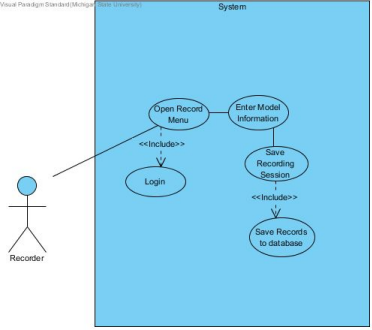 Visual Paradigm Standard(Michigan State University)
System
Open Record
Menu
Enter Model
Information
<<Include>>
Save
Recording
Session
Login
<<Include>>
Save Records
to database
Recorder